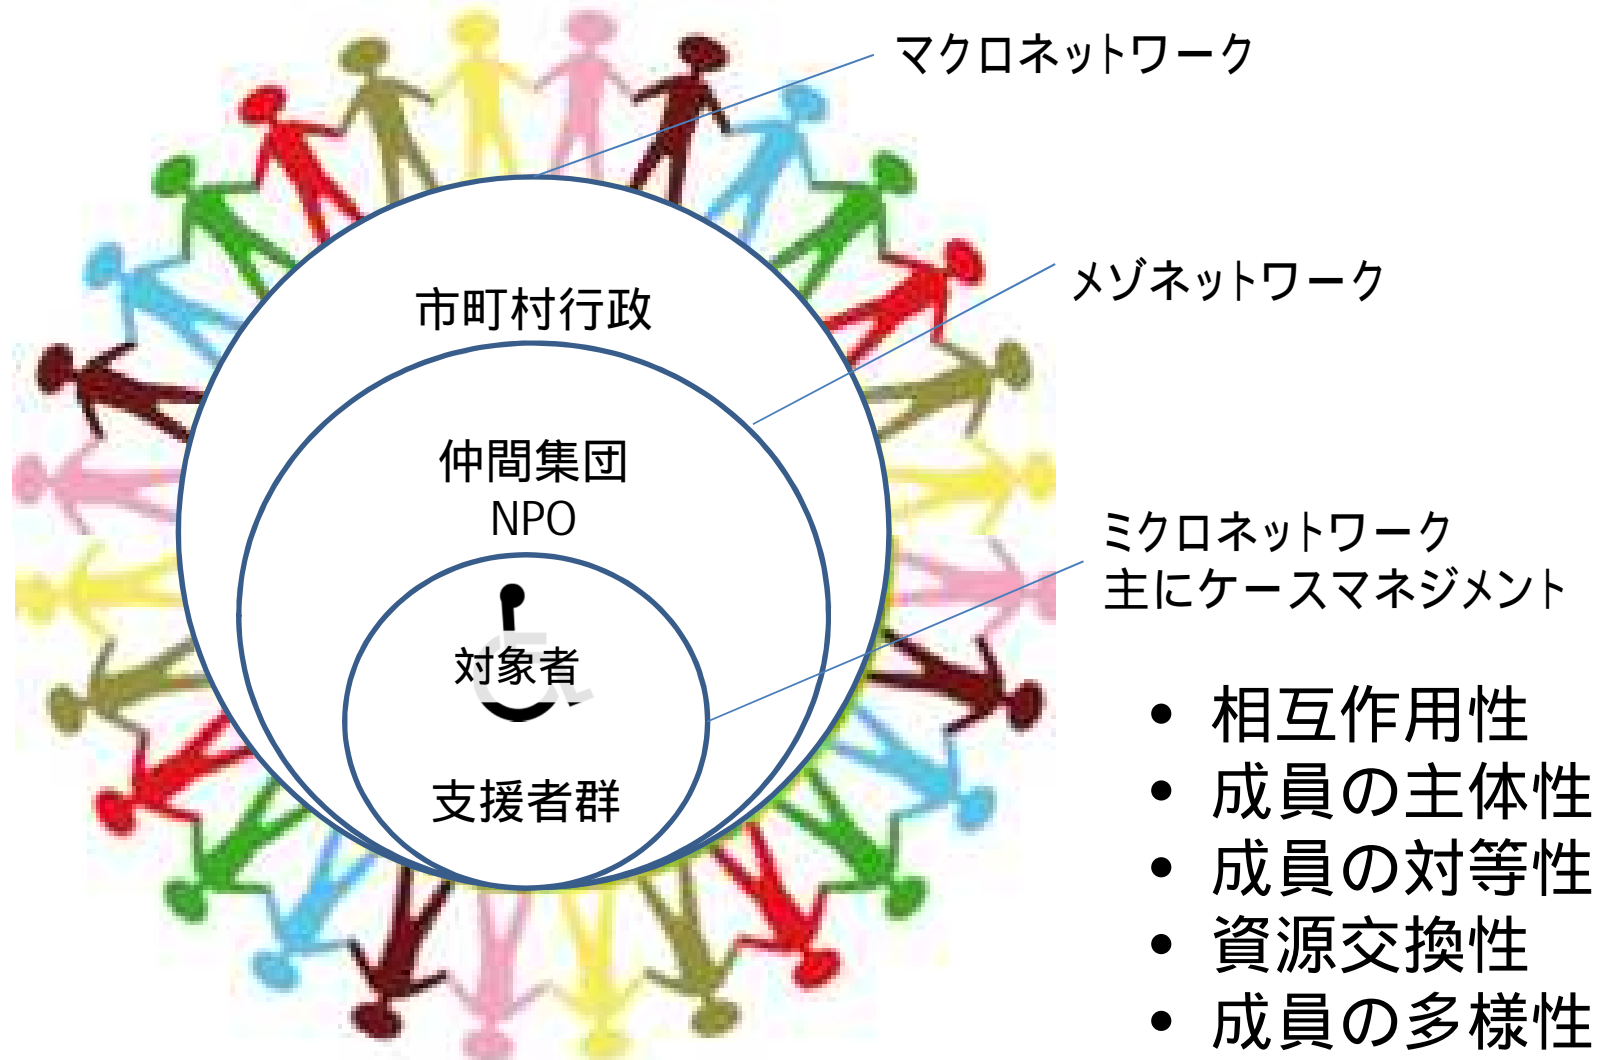 マクロネットワーク
メゾネットワーク
市町村行政
仲間集団
NPO
ミクロネットワーク
主にケースマネジメント
対象者
支援者群
• 相互作用性
• 成員の主体性
• 成員の対等性
• 資源交換性
• 成員の多様性